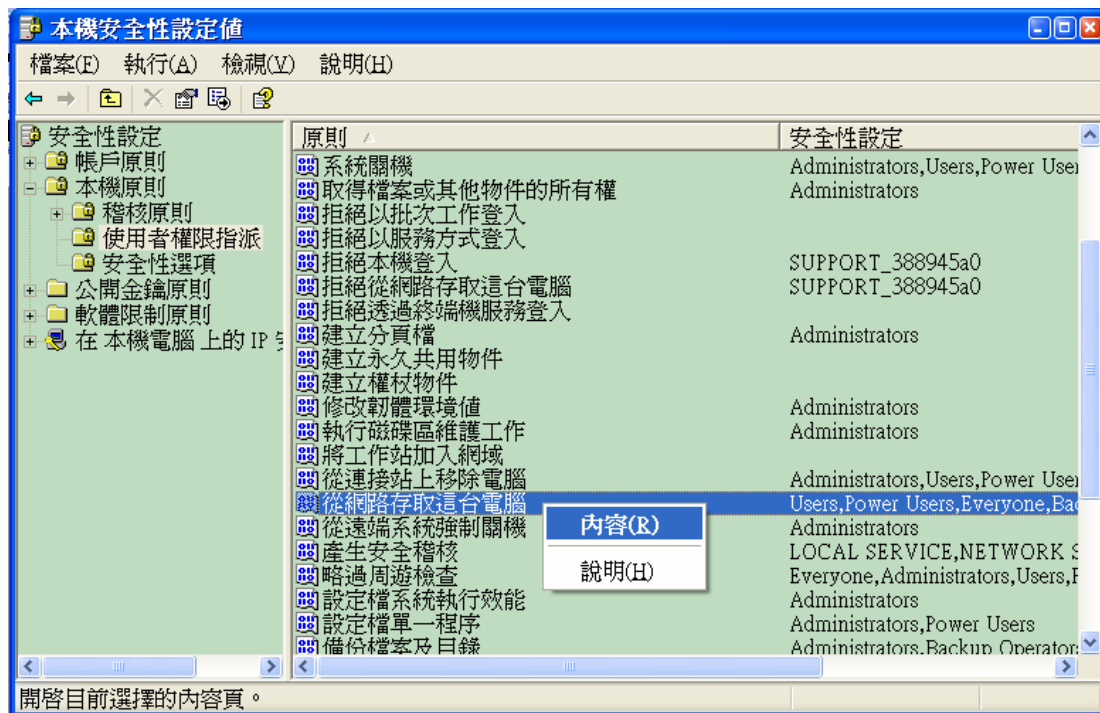 本機安全性設定值
檔案(F) 執行(A) 檢視(V) 說明(H)
安全性設定
帳戶原則
本機原則
稽核原則
使用者權限指派
安全性選項
公開金鑰原則
軟體限制原則
在 本機電腦 上的 IP
原則 安全性設定
系統關機 Administrators,Users,Power User
取得檔案或其他物件的所有權 Administrators
拒絕以批次工作登入
拒絕以服務方式登入
拒絕本機登入 SUPPORT_388945a0
拒絕從網路存取這台電腦 SUPPORT_388945a0
拒絕透過終端機服務登入
建立分頁檔 Administrators
建立永久共用物件
建立權杖物件
修改韌體環境值 Administrators
執行磁碟區維護工作 Administrators
將工作站加入網域
從連接站上移除電腦 Administrators,Users,Power User
從網路存取這台電腦 Users,Power Users,Everyone,Bac
從遠端系統強制關機 Administrators
產生安全稽核 LOCAL SERVICE,NETWORK S
略過周遊檢查 Everyone,Administrators,Users,P
設定檔系統執行效能 Administrators
設定檔單一程序 Administrators,Power Users
備份檔案及目錄 Administrators,Backup Operator
內容(R)
說明(H)
開啓目前選擇的內容頁。